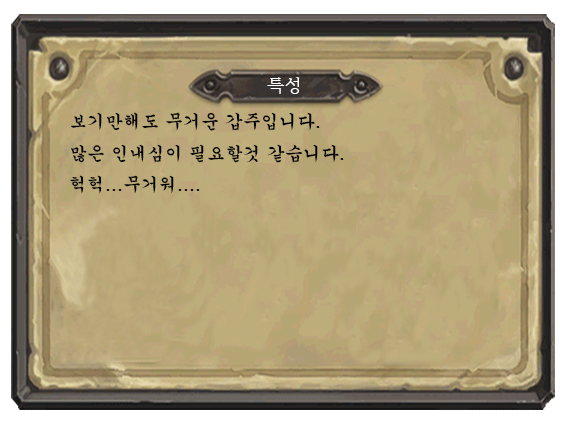 특성
보기만해도 무거운 갑주입니다.
많은 인내심이 필요할것 같습니다.
헉헉...무거워....